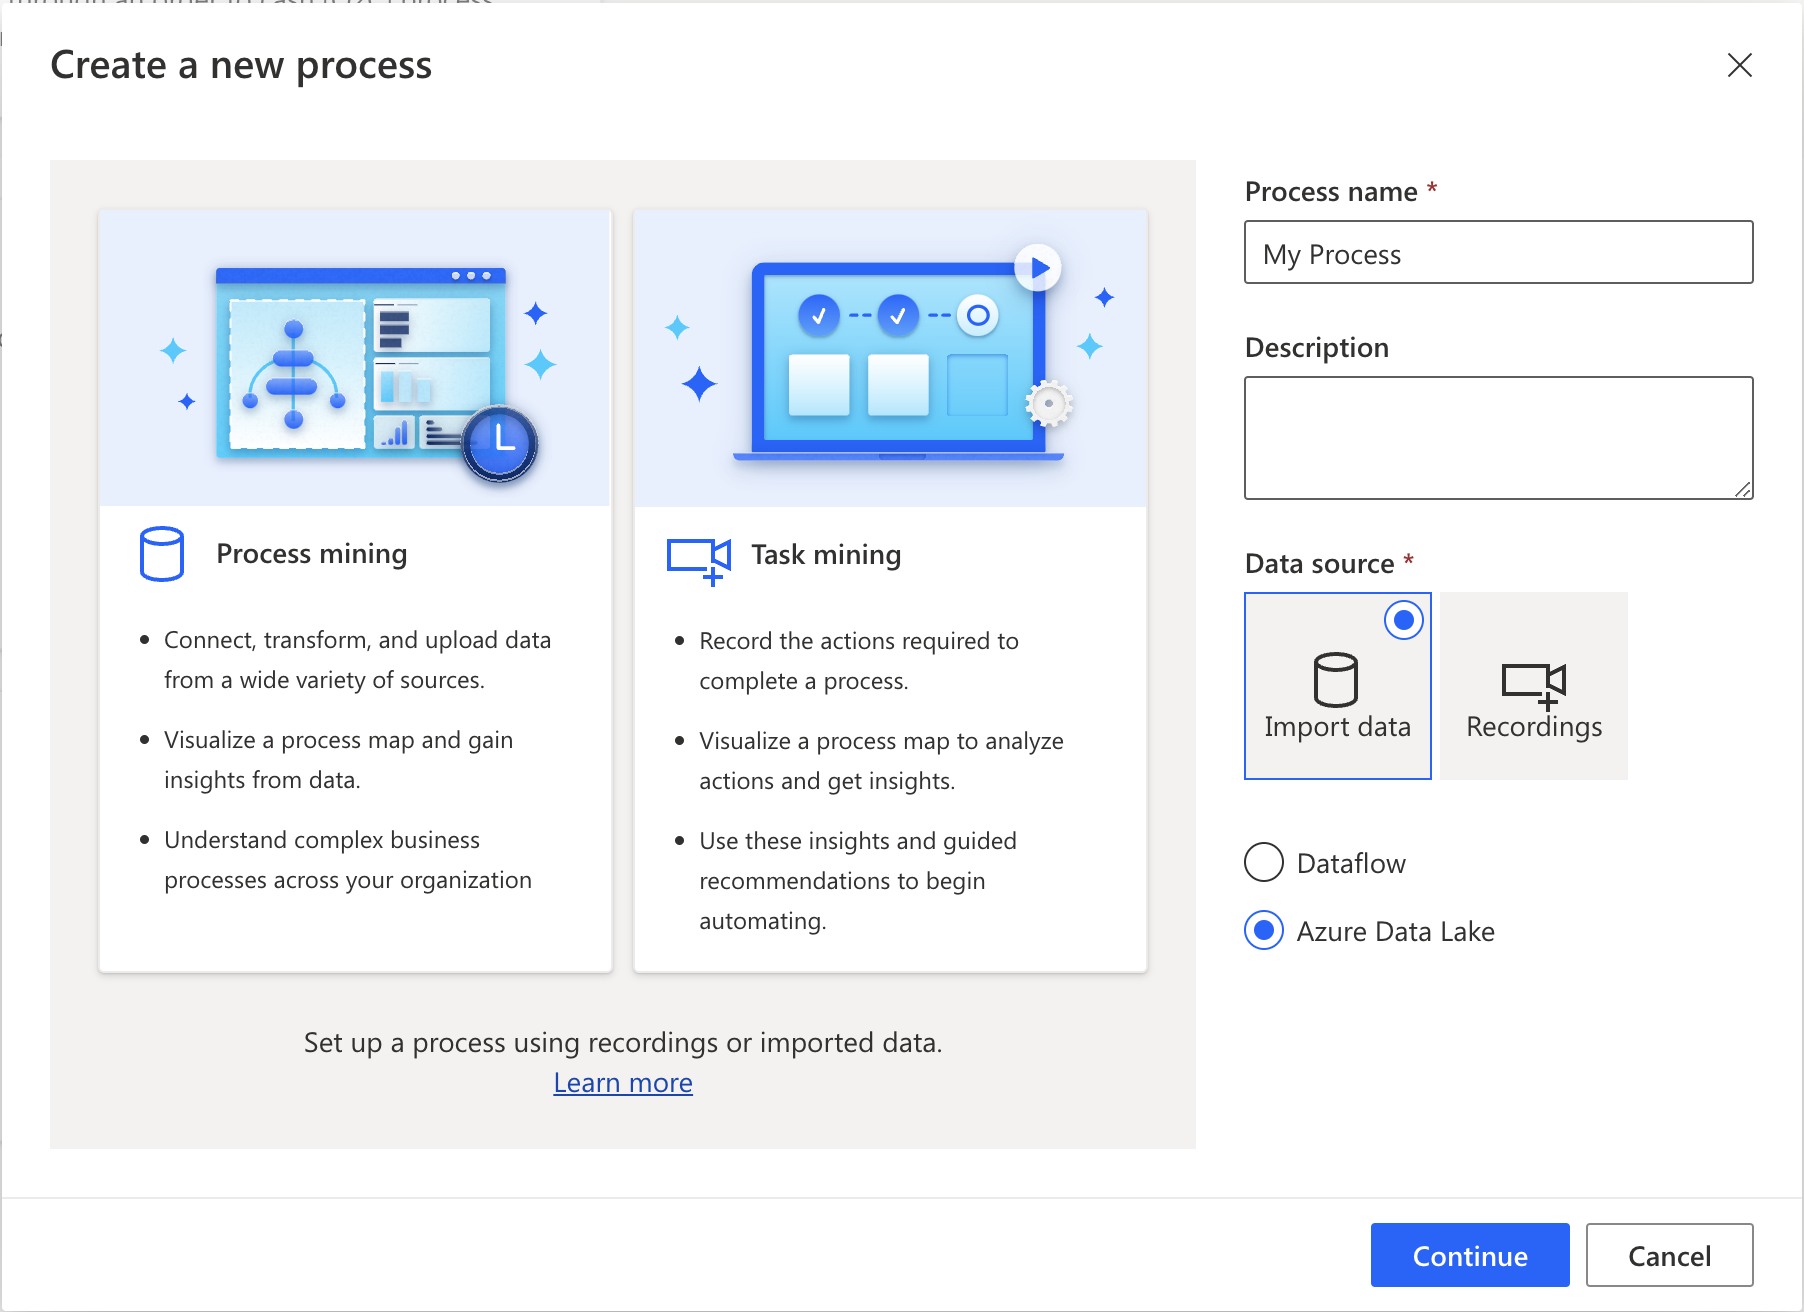 Create a new process
Process mining
Connect, transform, and upload data
from a wide variety of sources.
Visualize a process map and gain
insights from data.
Understand complex business
processes across your organization
Task mining
Record the actions required to
complete a process.
Visualize a process map to analyze
actions and get insights.
Use these insights and guided
recommendations to begin
automating.
Set up a process using recordings or imported data.
Learn more
Process name *
My Process
Description
Data source *
Import data
Recordings
Dataflow
Azure Data Lake
Continue
Cancel